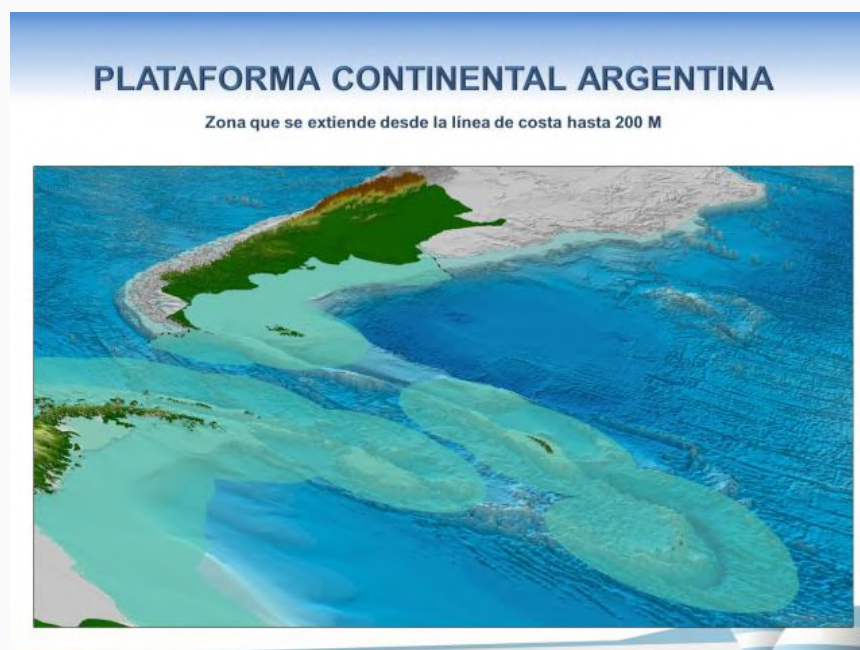 PLATAFORMA CONTINENTAL ARGENTINA
Zona que se extiende desde la línea de costa hasta 200 M